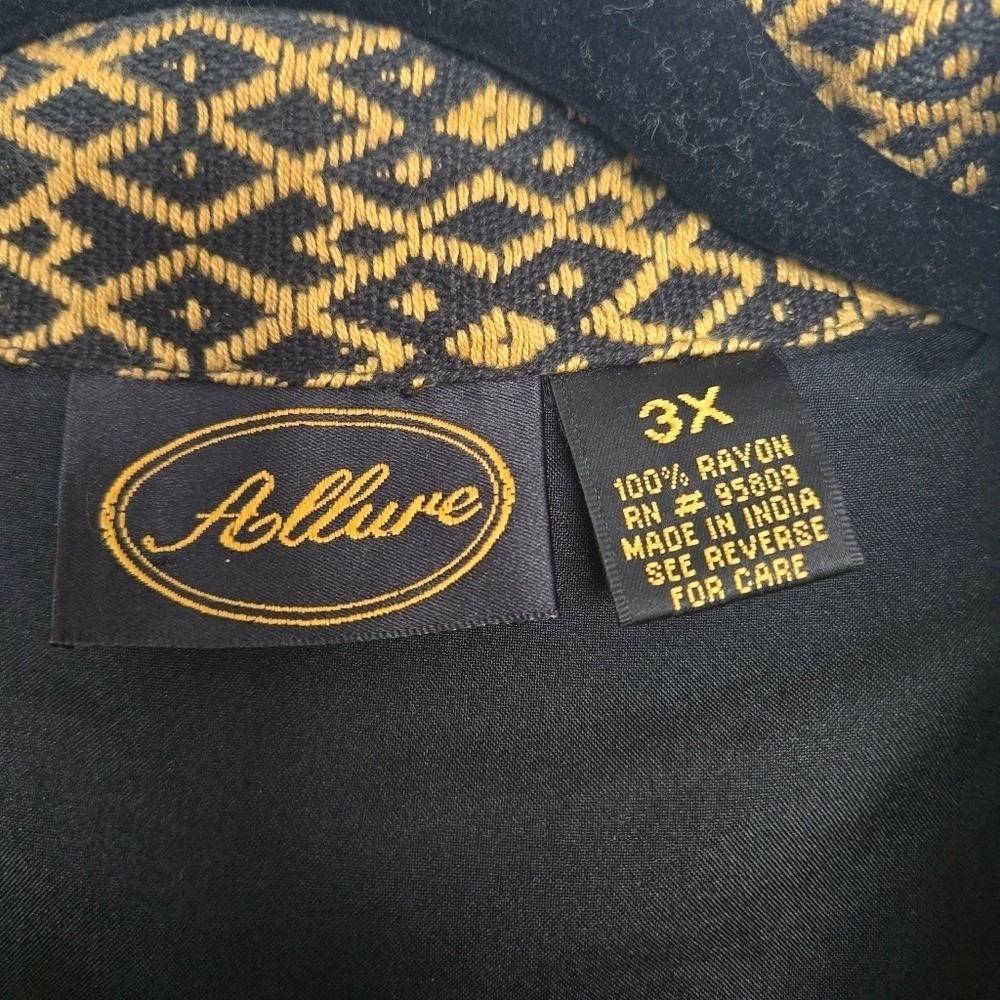 Allure
3X
100% RAYON
RN # 95809
MADE IN INDIA
SEE REVERSE
FOR CARE